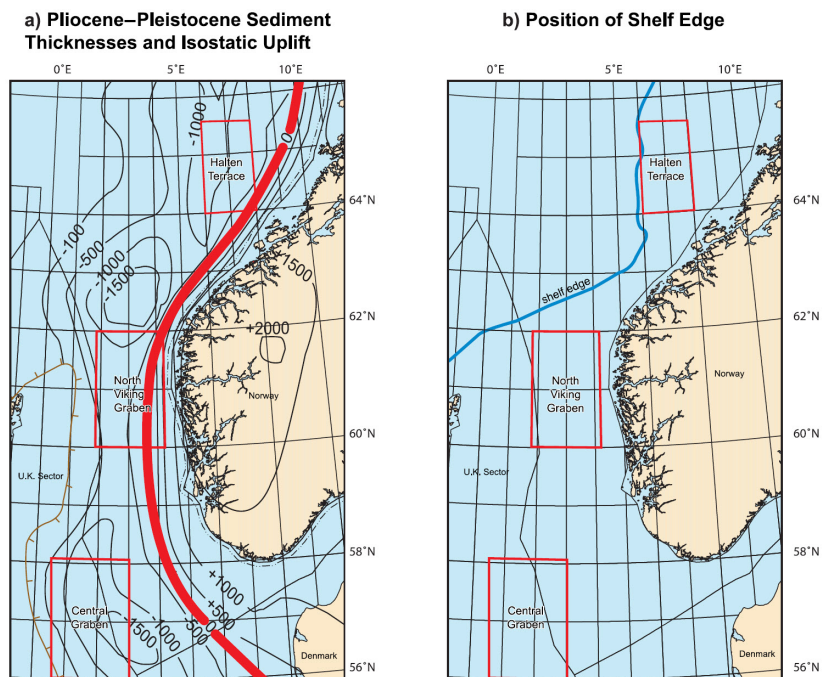 a) Pliocene–Pleistocene Sediment
Thicknesses and Isostatic Uplift
0°E
5°E
10°E
-1000
0
Halten
Terrace
64°N
-100
-500
-1000
-1500
+1500
62°N
+2000
North
Viking
Graben
Norway
60°N
U.K. Sector
58°N
+1000
+500
0
-500
-1000
-1500
Central
Graben
Denmark
56°N
b) Position of Shelf Edge
0°E
5°E
10°E
Halten
Terrace
64°N
shelf edge
62°N
North
Viking
Graben
Norway
60°N
U.K. Sector
58°N
Central
Graben
Denmark
56°N